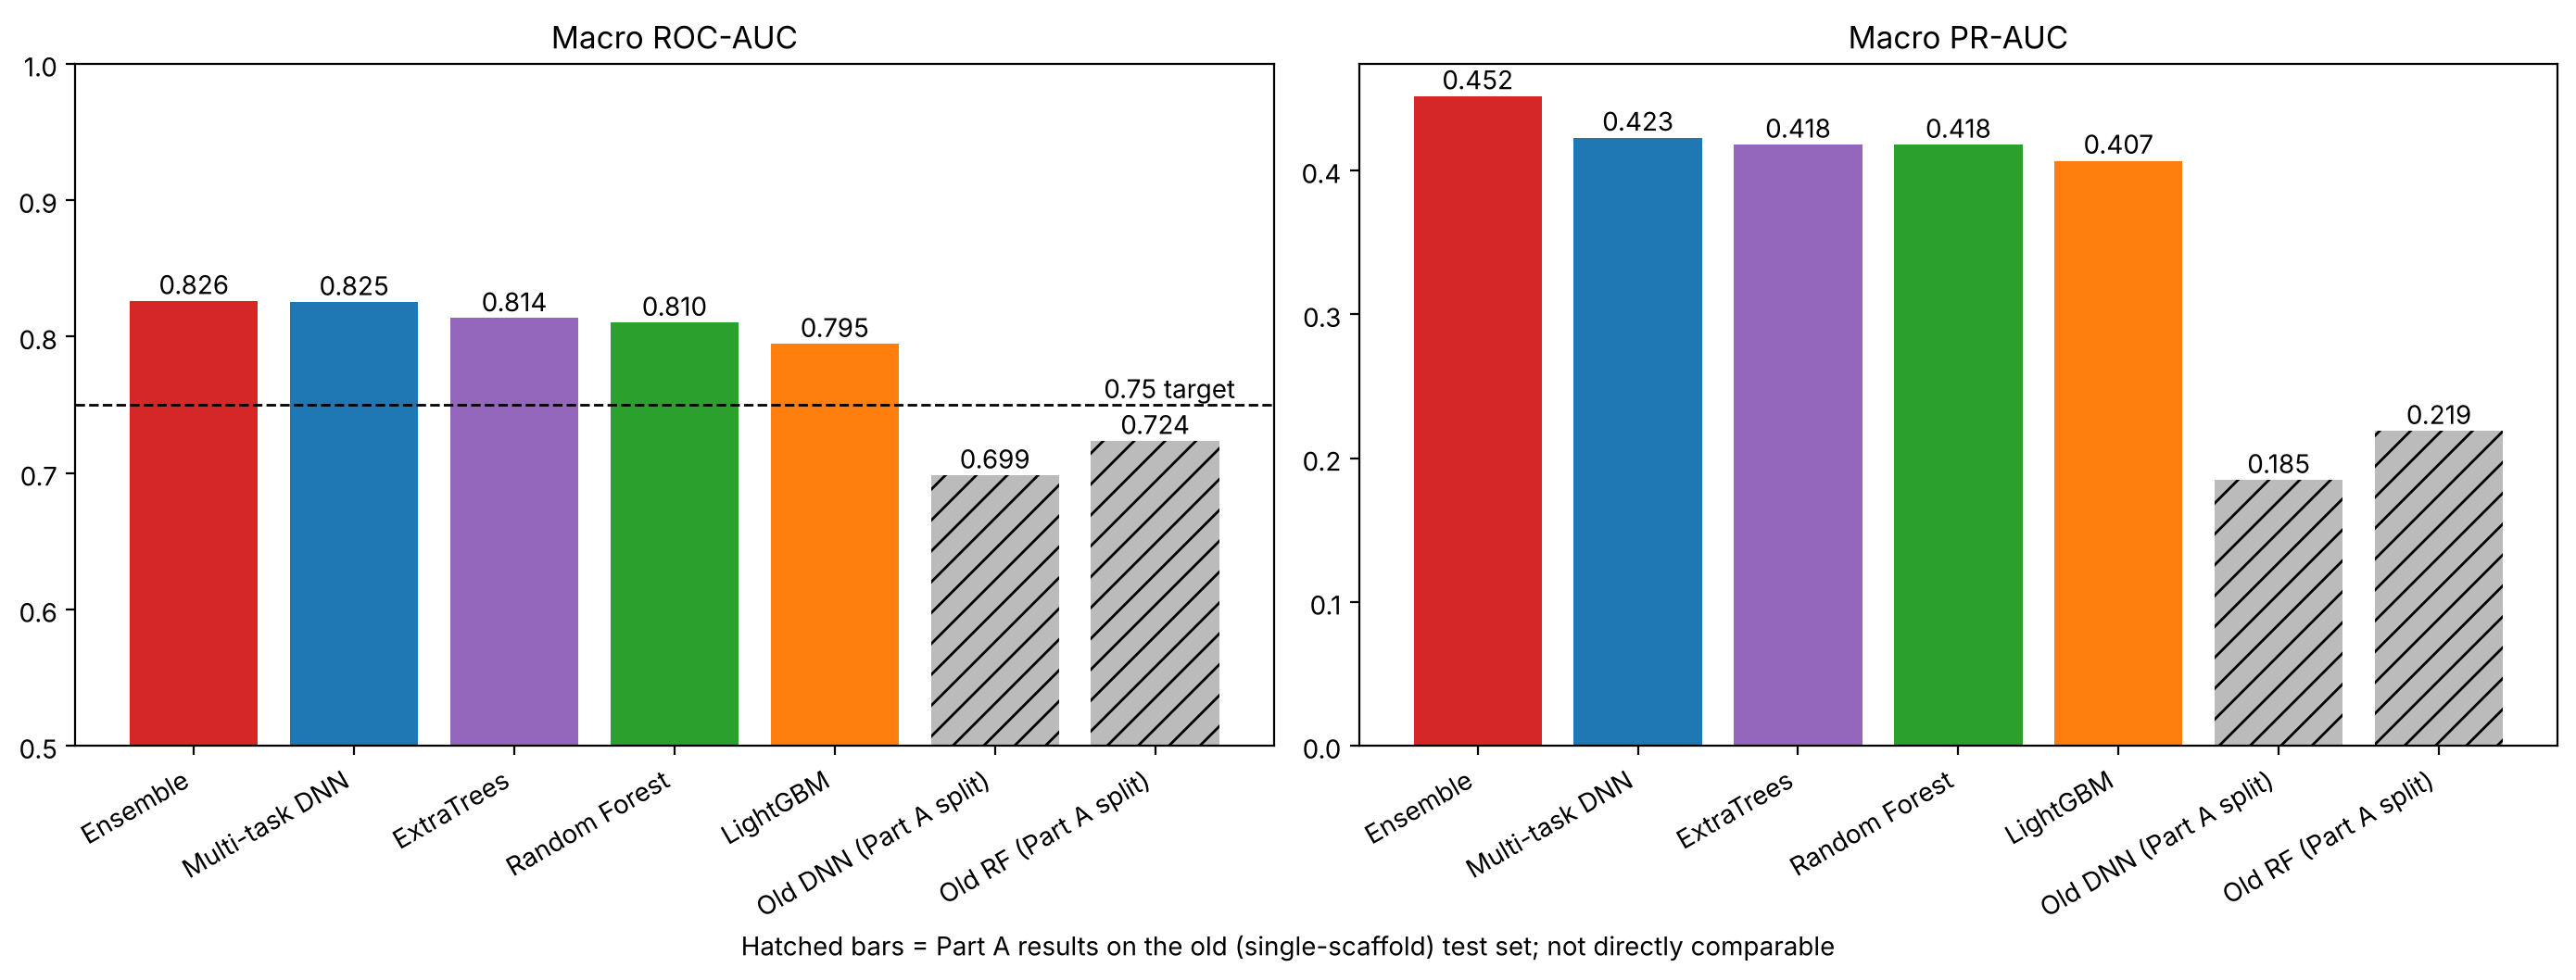 Macro ROC-AUC
1.0
0.9
0.8
0.7
0.6
0.5
0.826
0.825
0.814
0.810
0.795
0.699
0.724
0.75 target
Ensemble
Multi-task DNN
ExtraTrees
Random Forest
LightGBM
Old DNN (Part A split)
Old RF (Part A split)
Macro PR-AUC
0.4
0.3
0.2
0.1
0.0
0.452
0.423
0.418
0.418
0.407
0.185
0.219
Ensemble
Multi-task DNN
ExtraTrees
Random Forest
LightGBM
Old DNN (Part A split)
Old RF (Part A split)
Hatched bars = Part A results on the old (single-scaffold) test set; not directly comparable